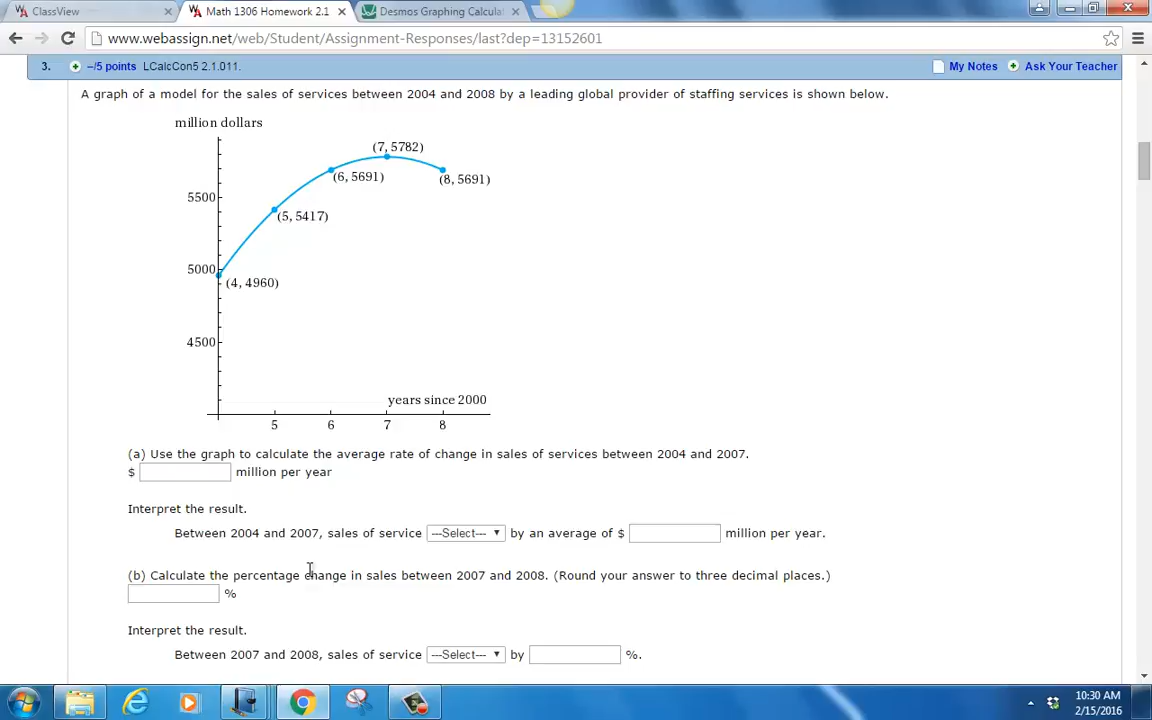 ClassView
Math 1306 Homework 2.1
Desmos Graphing Calcula
www.webassign.net/web/Student/Assignment-Responses/last?dep=13152601
3. –/5 points LCalcCon5 2.1.011. My Notes Ask Your Teacher
A graph of a model for the sales of services between 2004 and 2008 by a leading global provider of staffing services is shown below.
million dollars
(7, 5782)
(6, 5691)
(8, 5691)
5500
(5, 5417)
5000
(4, 4960)
4500
years since 2000
5 6 7 8
(a) Use the graph to calculate the average rate of change in sales of services between 2004 and 2007.
$ million per year
Interpret the result.
Between 2004 and 2007, sales of service ---Select--- by an average of $ million per year.
(b) Calculate the percentage change in sales between 2007 and 2008. (Round your answer to three decimal places.)
%
Interpret the result.
Between 2007 and 2008, sales of service ---Select--- by %.
10:30 AM
2/15/2016